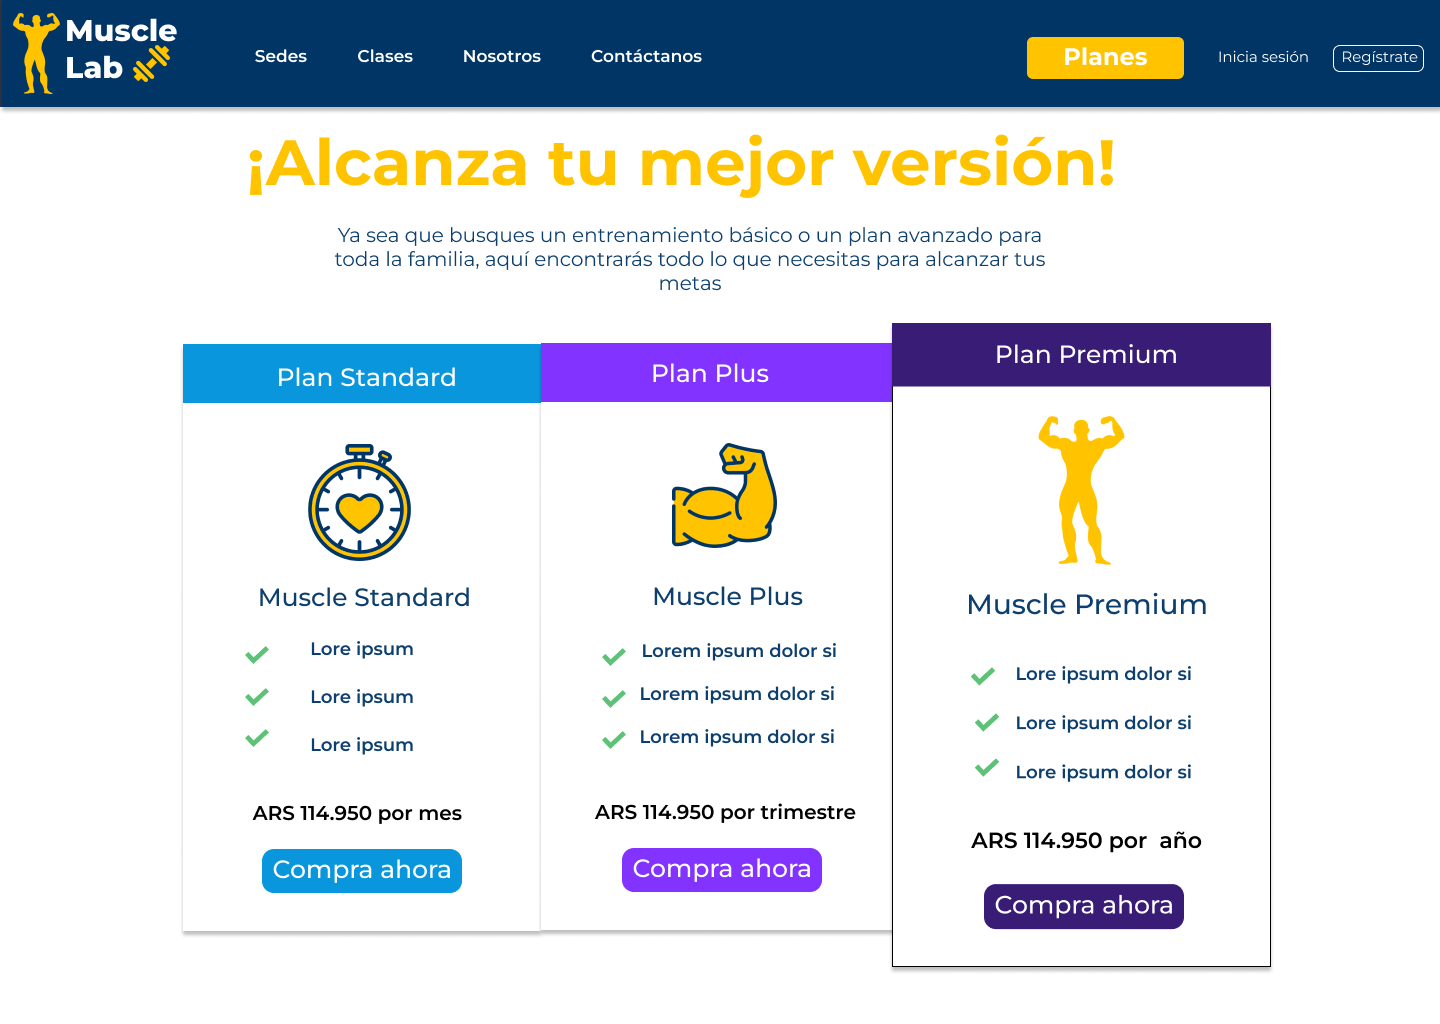 Muscle
Lab
Sedes
Clases
Nosotros
Contáctanos
Planes
Inicia sesión
Regístrate
¡Alcanza tu mejor versión!
Ya sea que busques un entrenamiento básico o un plan avanzado para
toda la familia, aquí encontrarás todo lo que necesitas para alcanzar tus
metas
Plan Standard
Muscle Standard
Lore ipsum
Lore ipsum
Lore ipsum
ARS 114.950 por mes
Compra ahora
Plan Plus
Muscle Plus
Lorem ipsum dolor si
Lorem ipsum dolor si
Lorem ipsum dolor si
ARS 114.950 por trimestre
Compra ahora
Plan Premium
Muscle Premium
Lore ipsum dolor si
Lore ipsum dolor si
Lore ipsum dolor si
ARS 114.950 por  año
Compra ahora